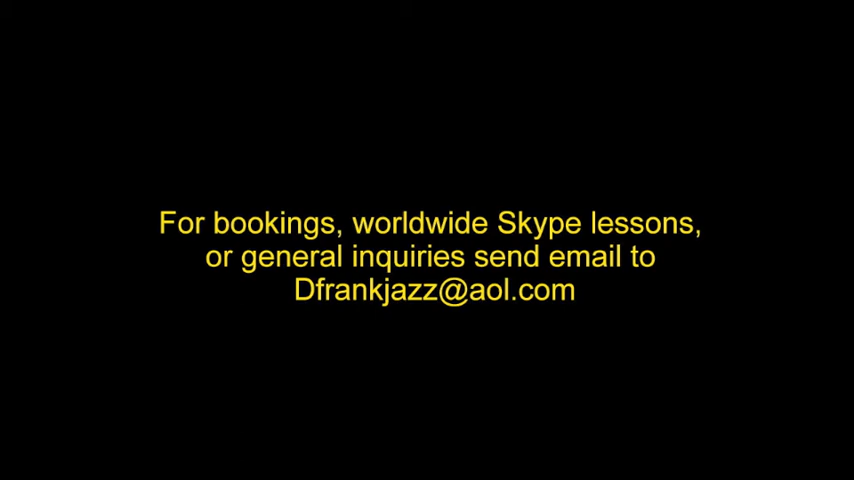 For bookings, worldwide Skype lessons,
or general inquiries send email to
Dfrankjazz@aol.com